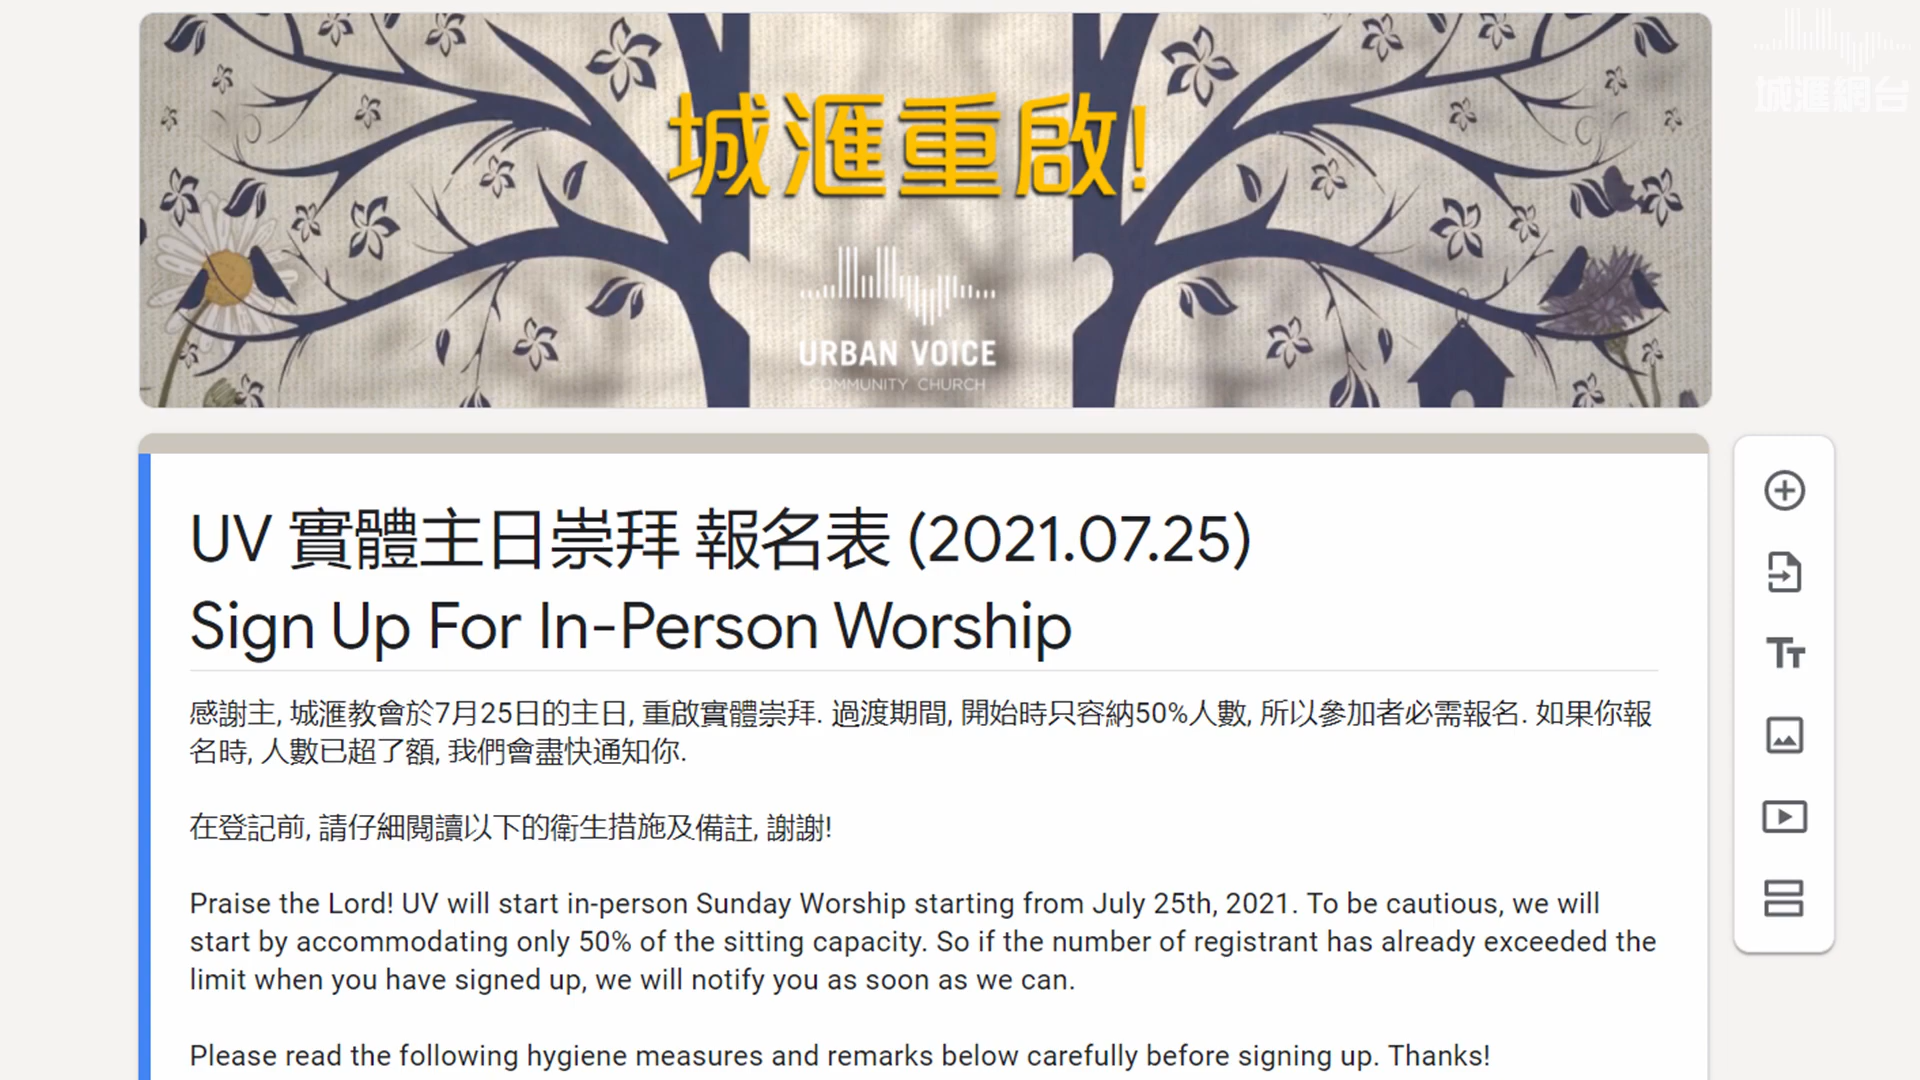 城滙網台
城滙重啟!
URBAN VOICE
COMMUNITY CHURCH
UV 實體主日崇拜 報名表 (2021.07.25)
Sign Up For In-Person Worship
感謝主, 城滙教會於7月25日的主日, 重啟實體崇拜. 過渡期間, 開始時只容納50%人數, 所以參加者必需報名. 如果你報
名時, 人數已超了額, 我們會盡快通知你.
在登記前, 請仔細閱讀以下的衛生措施及備註, 謝謝!
Praise the Lord! UV will start in-person Sunday Worship starting from July 25th, 2021. To be cautious, we will
start by accommodating only 50% of the sitting capacity. So if the number of registrant has already exceeded the
limit when you have signed up, we will notify you as soon as we can.
Please read the following hygiene measures and remarks below carefully before signing up. Thanks!